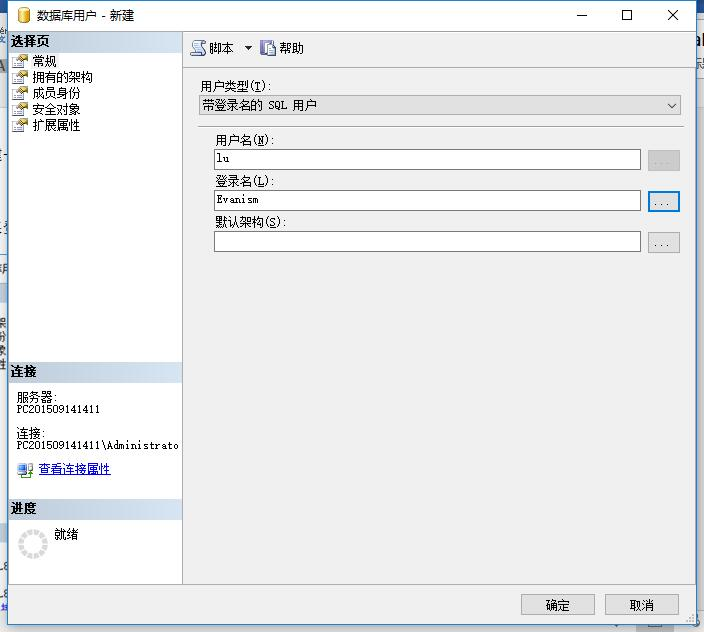 数据库用户 - 新建
选择页
常规
拥有的架构
成员身份
安全对象
扩展属性
脚本
帮助
用户类型(T):
带登录名的 SQL 用户
用户名(N):
lu
...
登录名(L):
Evanism
...
默认架构(S):
...
连接
服务器:
PC201509141411
连接:
PC201509141411\Administrato
查看连接属性
进度
就绪
确定
取消